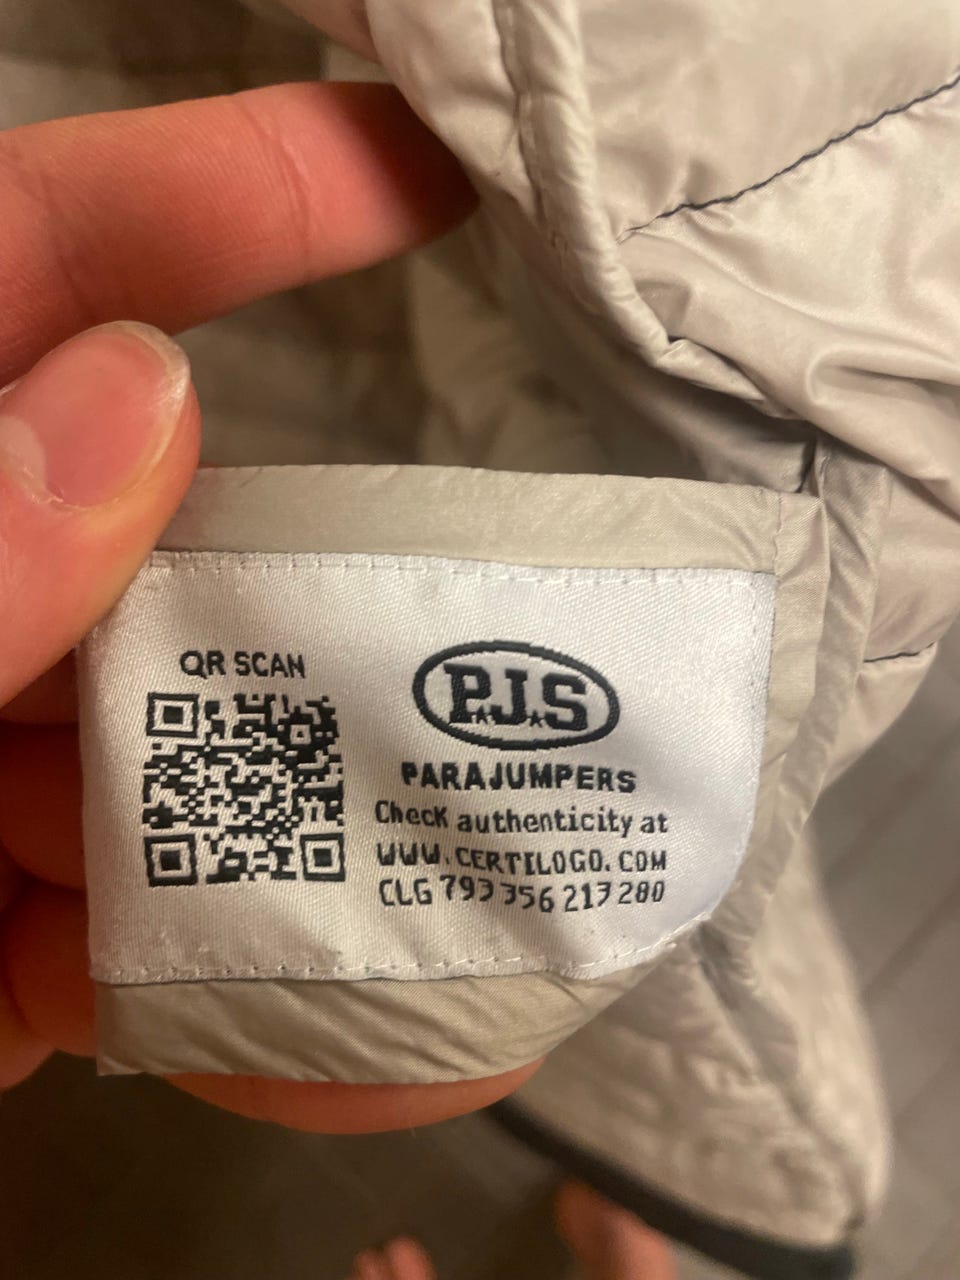 QR SCAN
P.J.S
PARAJUMPERS
Check authenticity at
WWW.CERTILOGO.COM
CLG 793 356 213 280